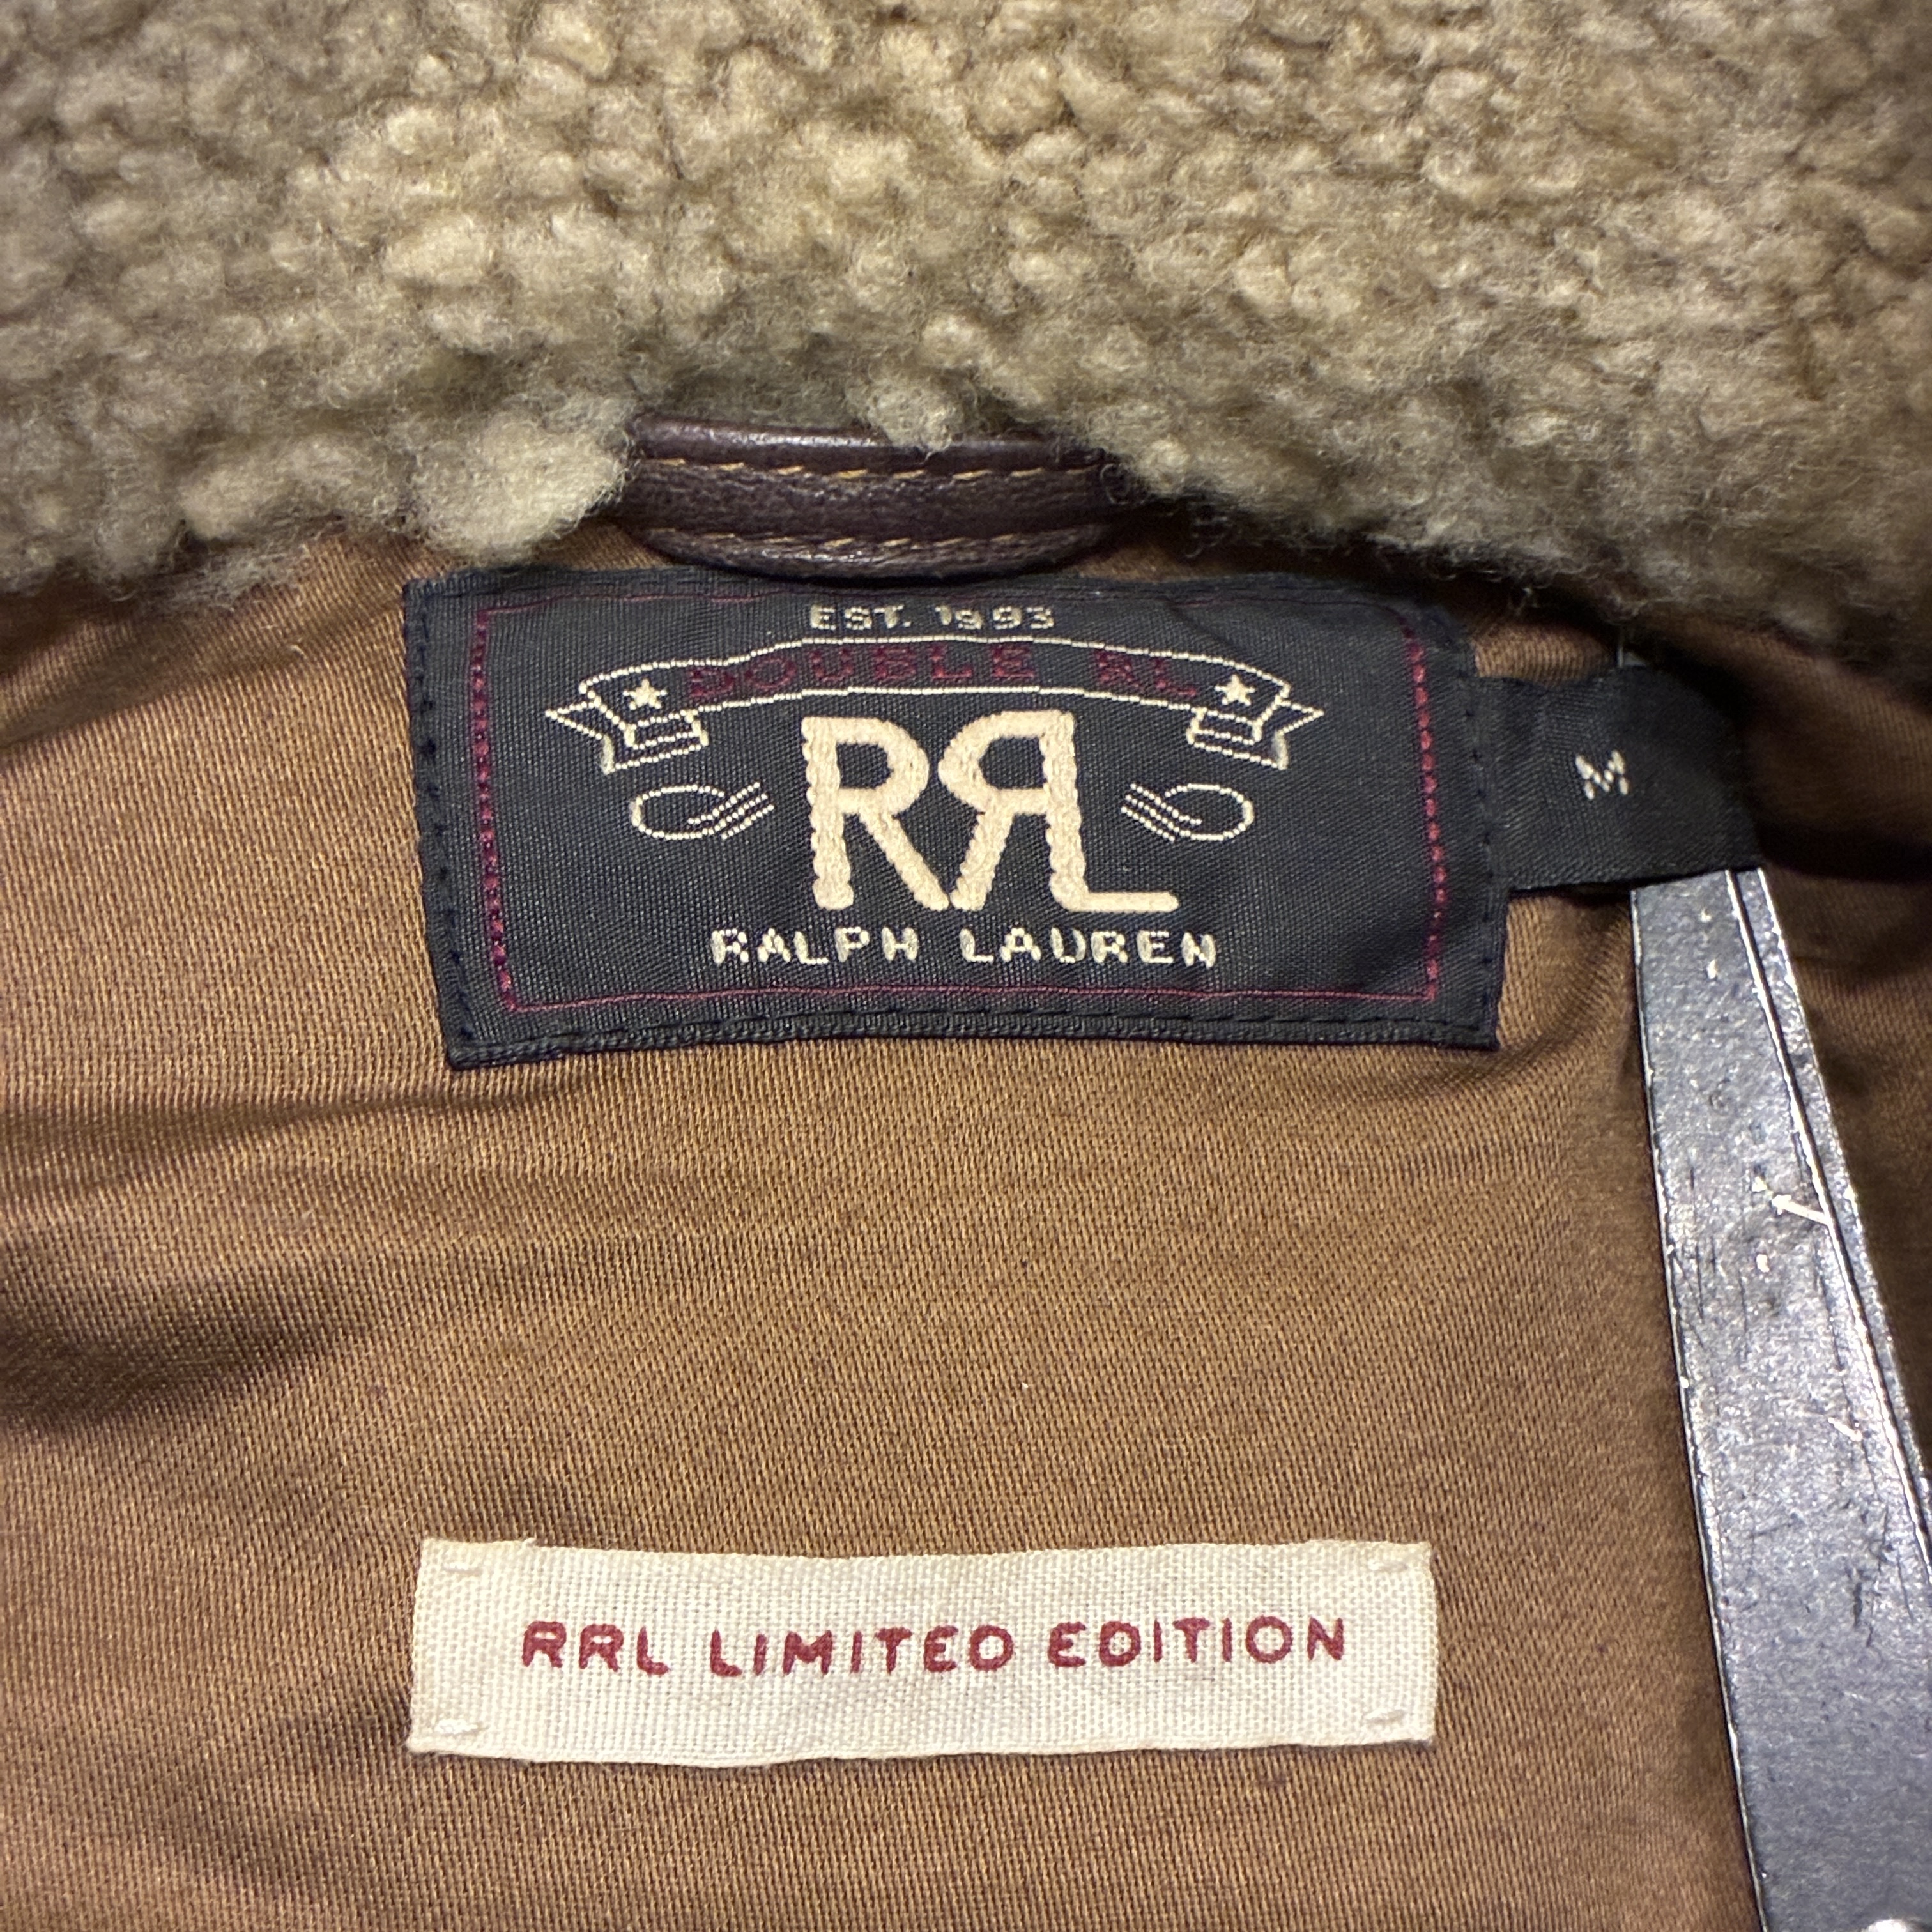 EST. 1993
DOUBLE RL
RRL
RALPH LAUREN
M
RRL LIMITED EDITION